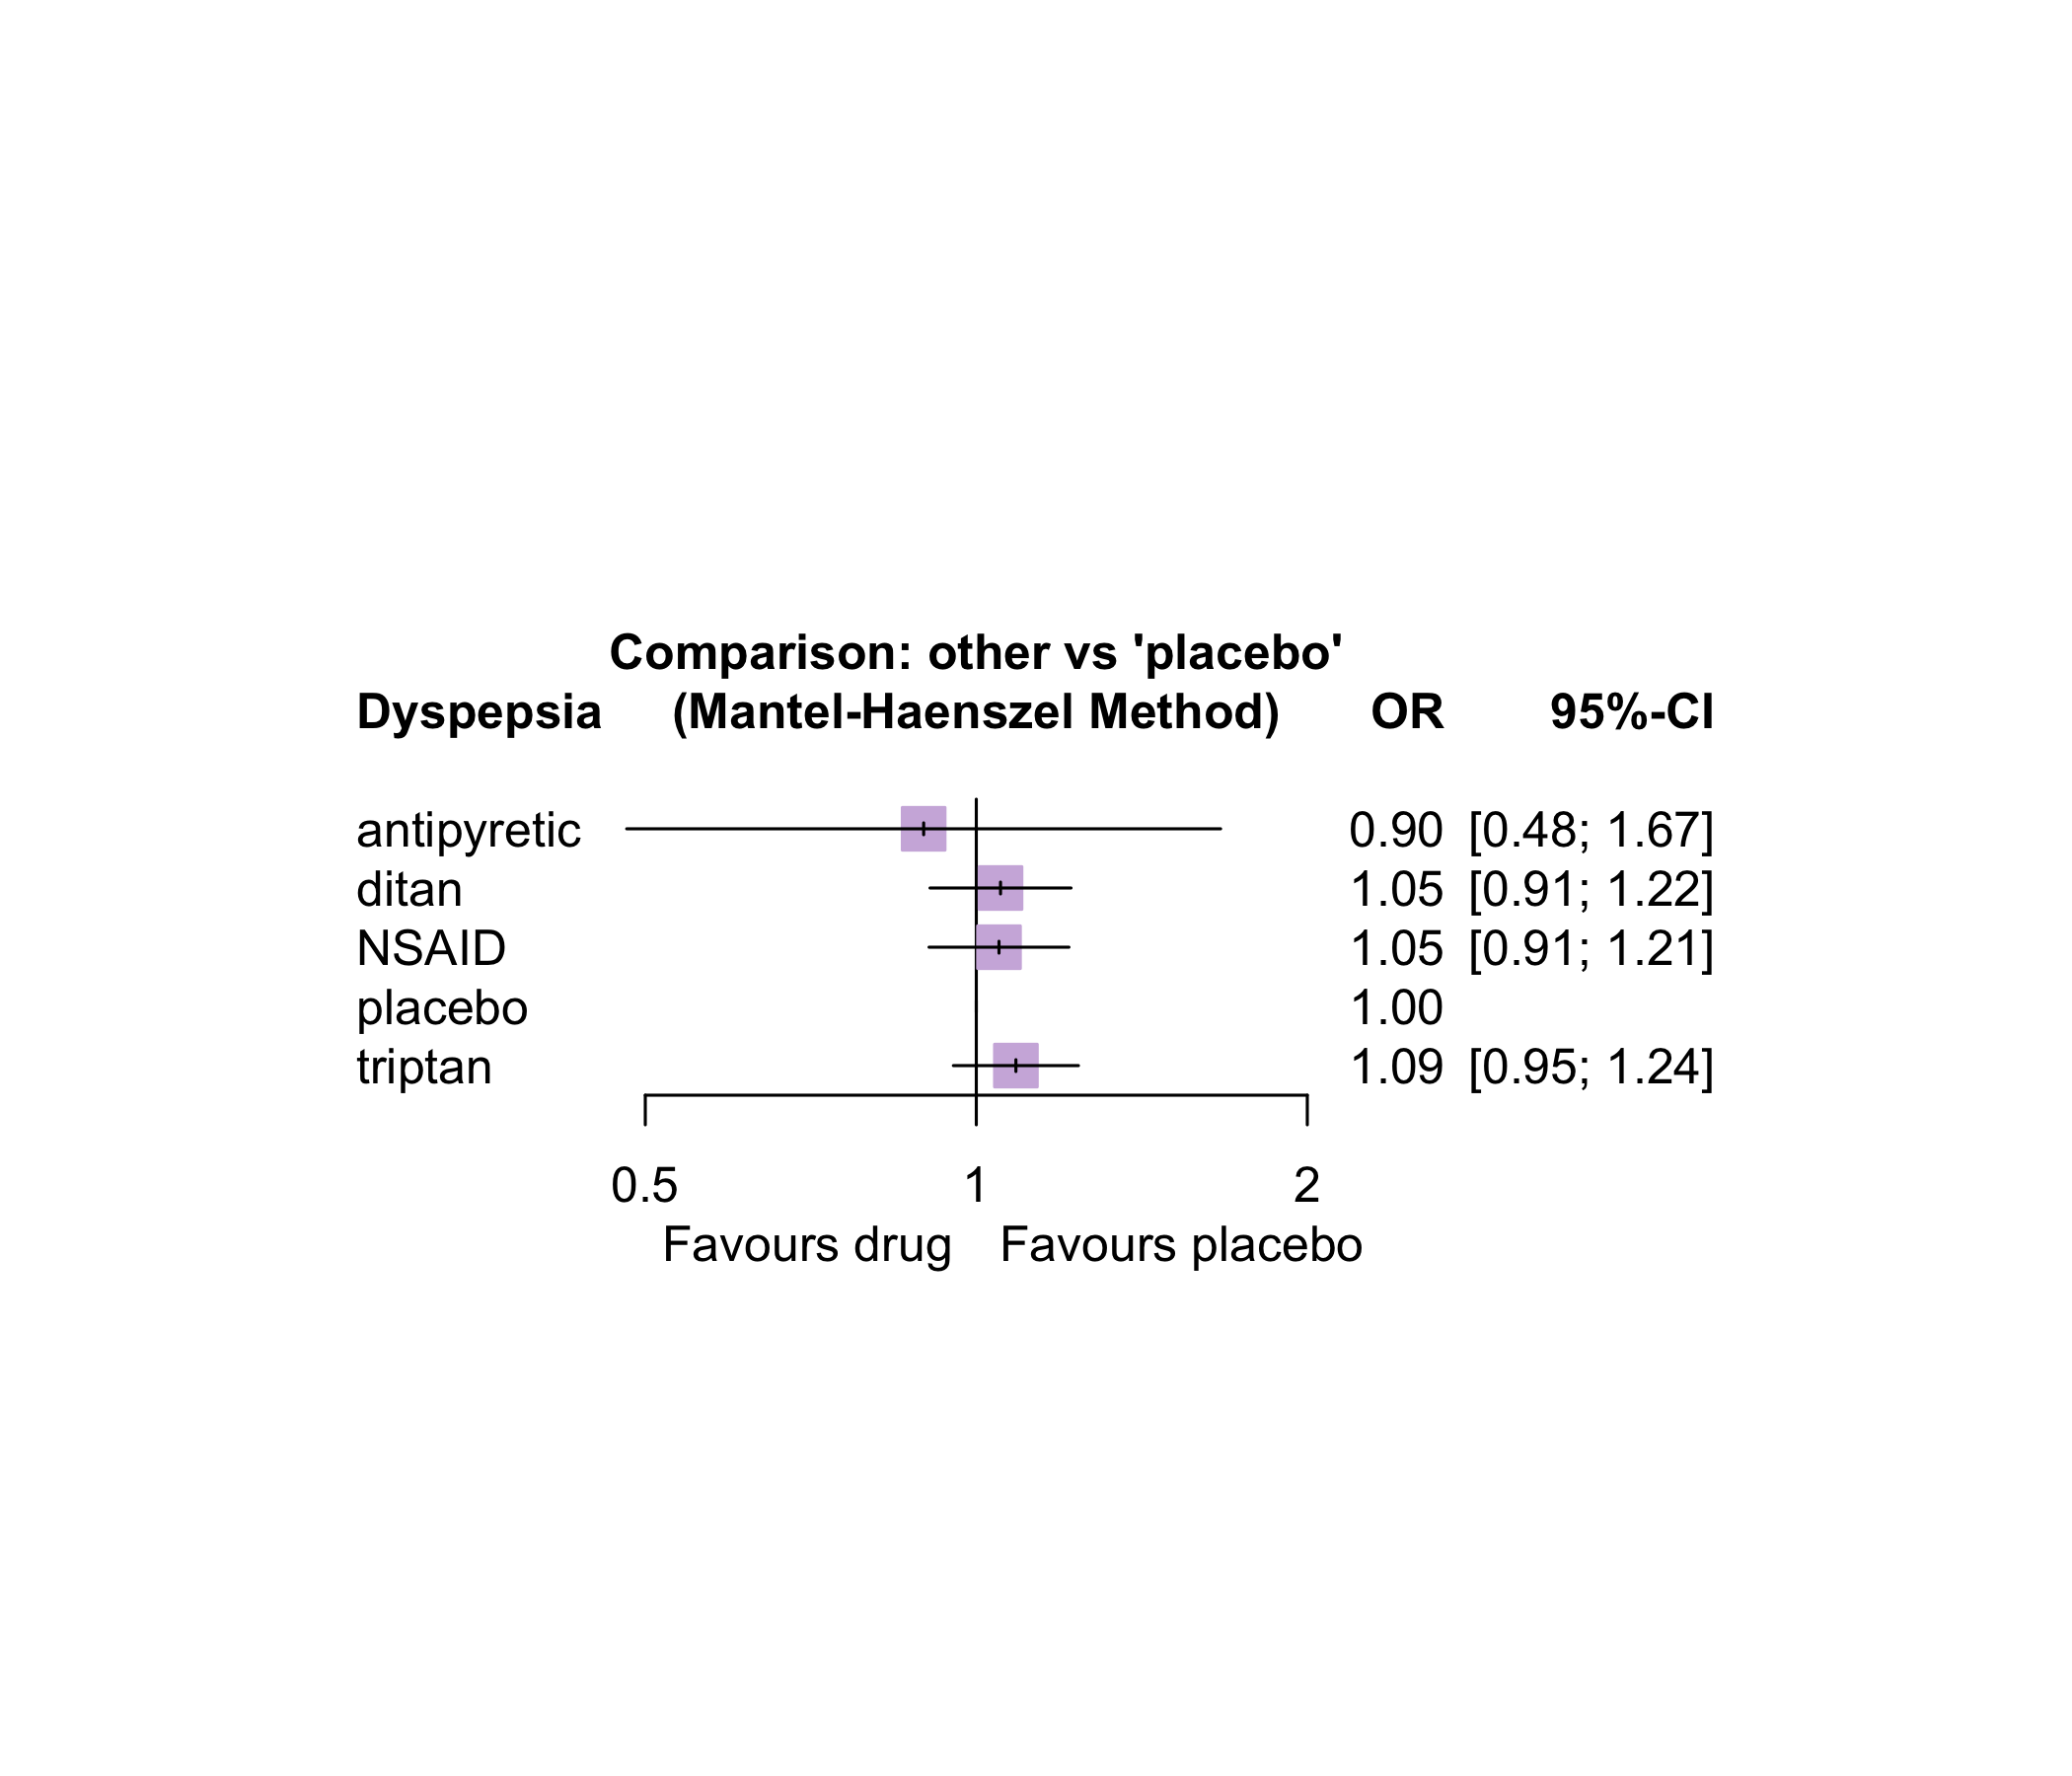 Comparison: other vs 'placebo'
Dyspepsia (Mantel-Haenszel Method) OR 95%-CI
antipyretic 0.90 [0.48; 1.67]
ditan 1.05 [0.91; 1.22]
NSAID 1.05 [0.91; 1.21]
placebo 1.00
triptan 1.09 [0.95; 1.24]
0.5 1 2
Favours drug Favours placebo